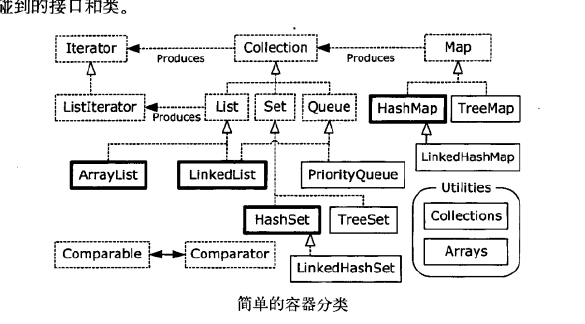 碰到的接口和类。
Iterator
Produces
Collection
Produces
Map
ListIterator
Produces
List
Set
Queue
HashMap
TreeMap
ArrayList
LinkedList
PriorityQueue
LinkedHashMap
Utilities
HashSet
TreeSet
Collections
Comparable
Comparator
Arrays
LinkedHashSet
简单的容器分类